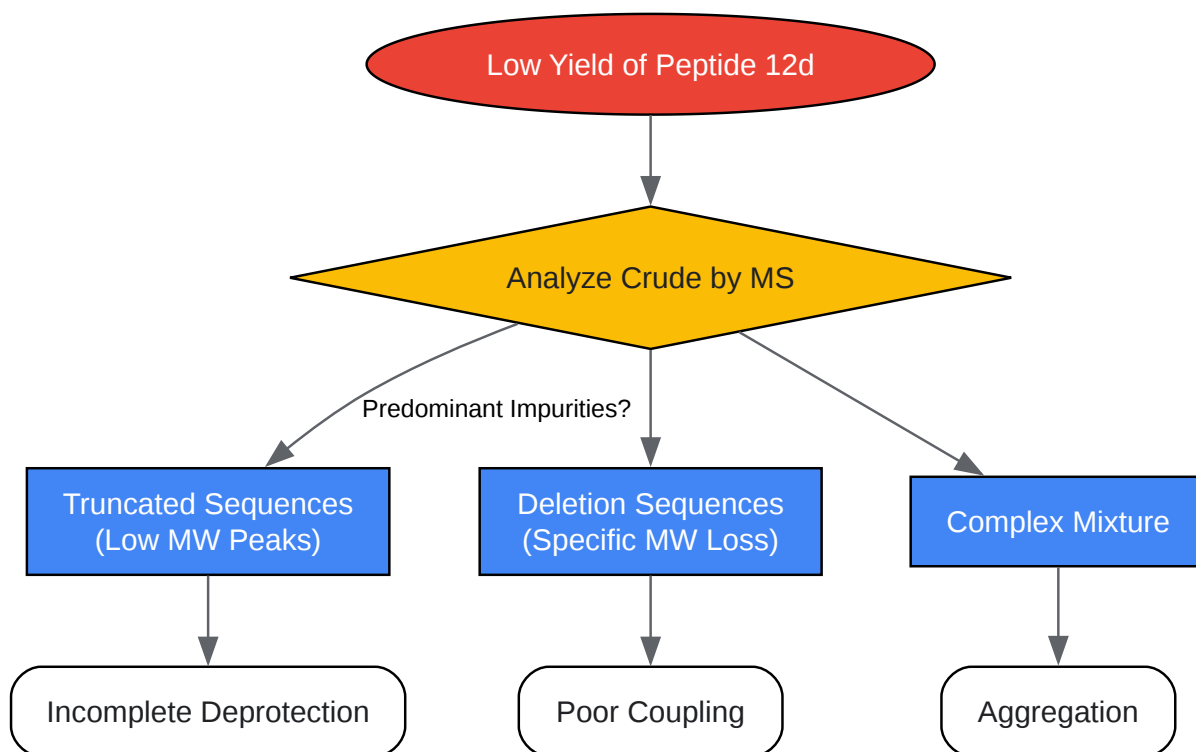 Low Yield of Peptide 12d
Analyze Crude by MS
Predominant Impurities?
Truncated Sequences
(Low MW Peaks)
Deletion Sequences
(Specific MW Loss)
Complex Mixture
Incomplete Deprotection
Poor Coupling
Aggregation